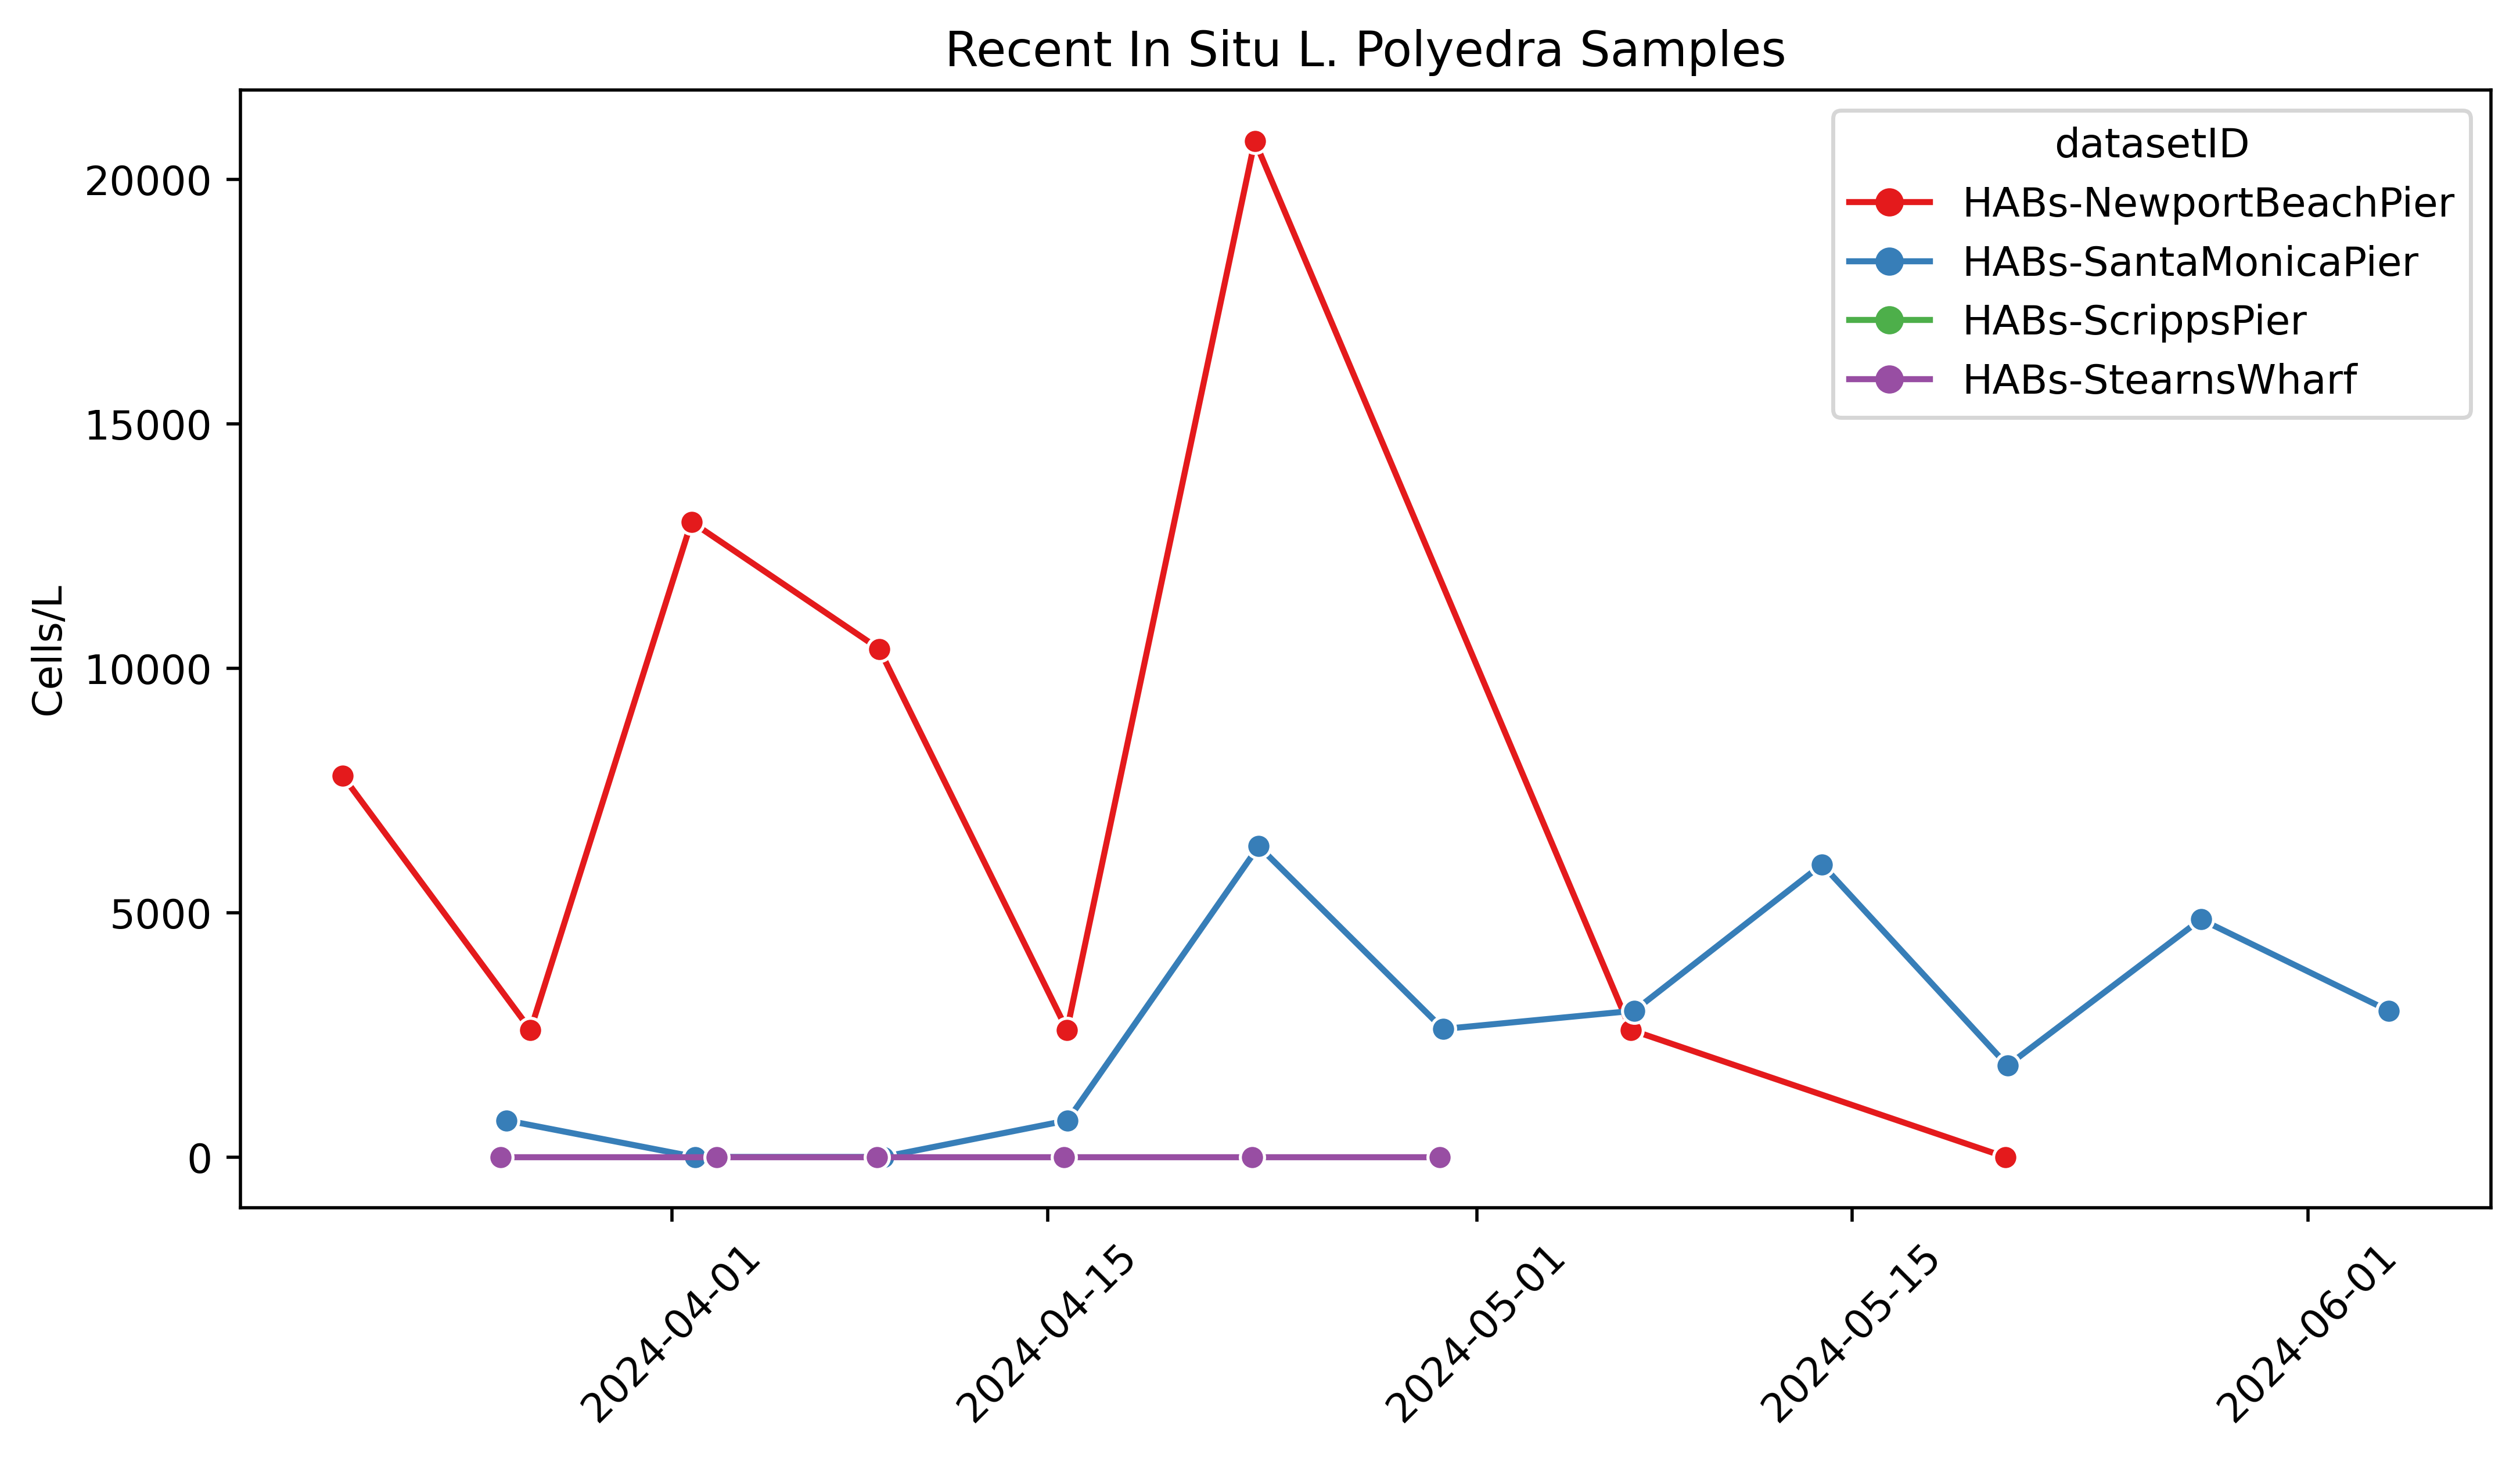 Recent In Situ L. Polyedra Samples
datasetID
HABs-NewportBeachPier
HABs-SantaMonicaPier
HABs-ScrippsPier
HABs-StearnsWharf
Cells/L
20000
15000
10000
5000
0
2024-04-01
2024-04-15
2024-05-01
2024-05-15
2024-06-01